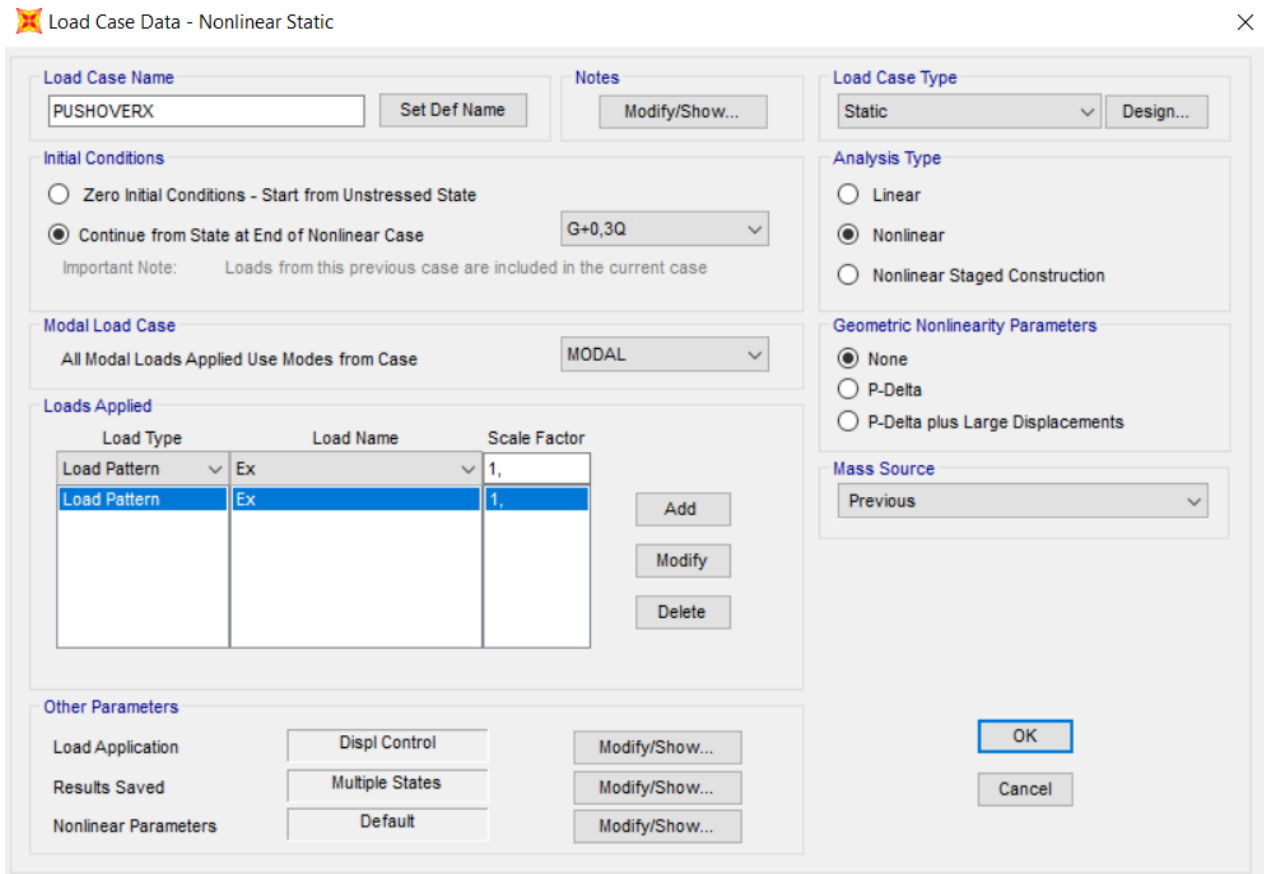 Load Case Data - Nonlinear Static
Load Case Name
PUSHOVERX
Set Def Name
Notes
Modify/Show...
Load Case Type
Static
Design...
Initial Conditions
Zero Initial Conditions - Start from Unstressed State
Continue from State at End of Nonlinear Case
G+0,3Q
Important Note: Loads from this previous case are included in the current case
Analysis Type
Linear
Nonlinear
Nonlinear Staged Construction
Modal Load Case
All Modal Loads Applied Use Modes from Case
MODAL
Geometric Nonlinearity Parameters
None
P-Delta
P-Delta plus Large Displacements
Loads Applied
Load Type Load Name Scale Factor
Load Pattern Ex 1,
Load Pattern Ex 1,
Add
Modify
Delete
Mass Source
Previous
Other Parameters
Load Application Displ Control Modify/Show...
Results Saved Multiple States Modify/Show...
Nonlinear Parameters Default Modify/Show...
OK
Cancel